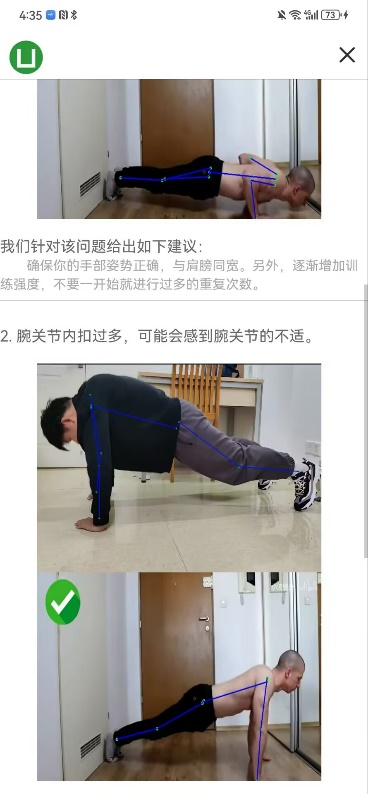 4:35
73
我们针对该问题给出如下建议：
确保你的手部姿势正确，与肩膀同宽。另外，逐渐增加训
练强度，不要一开始就进行过多的重复次数。
2. 腕关节内扣过多，可能会感到腕关节的不适。